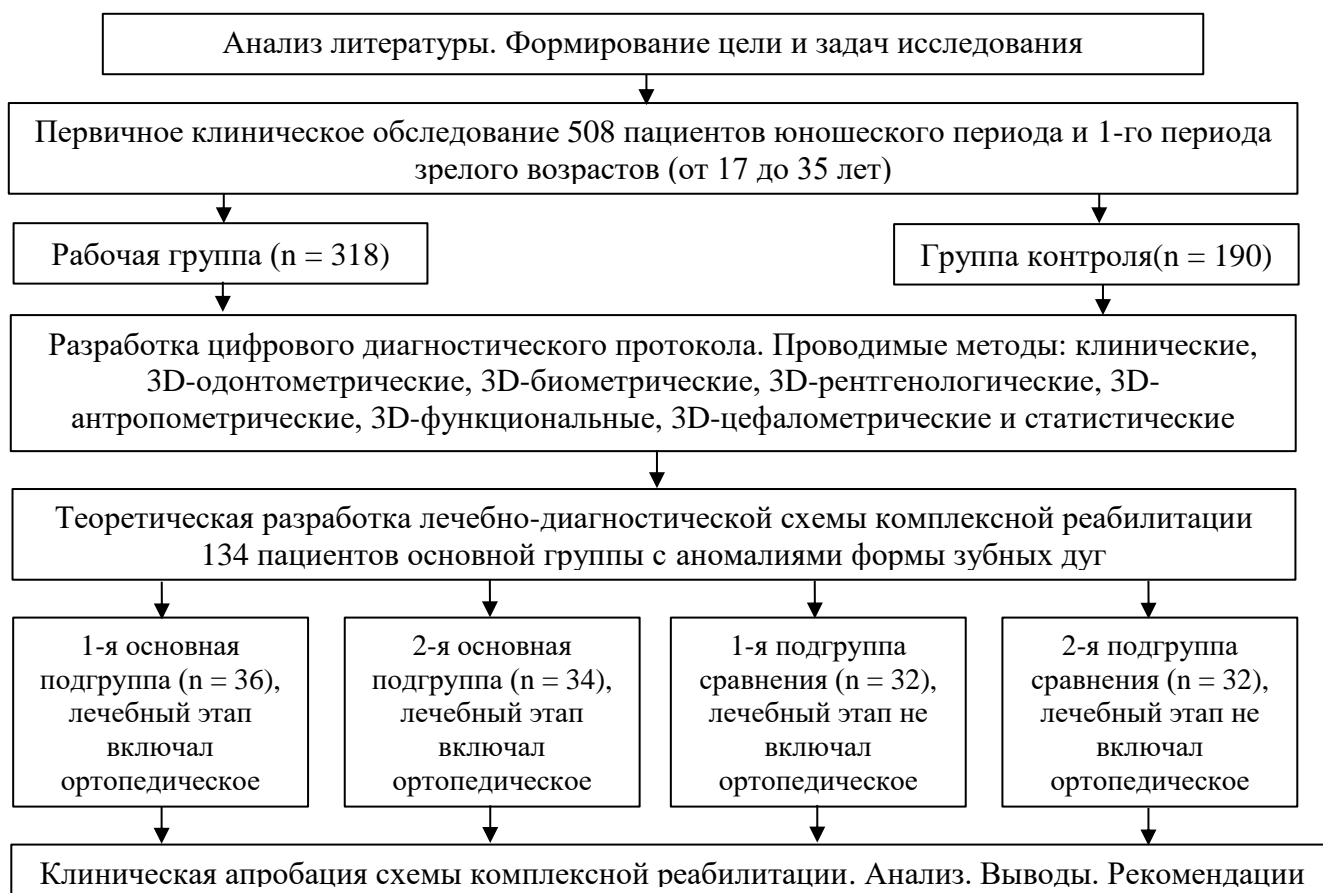 Анализ литературы. Формирование цели и задач исследования
Первичное клиническое обследование 508 пациентов юношеского периода и 1-го периода
зрелого возрастов (от 17 до 35 лет)
Рабочая группа (n = 318)
Группа контроля(n = 190)
Разработка цифрового диагностического протокола. Проводимые методы: клинические,
3D-одонтометрические, 3D-биометрические, 3D-рентгенологические, 3D-
антропометрические, 3D-функциональные, 3D-цефалометрические и статистические
Теоретическая разработка лечебно-диагностической схемы комплексной реабилитации
134 пациентов основной группы с аномалиями формы зубных дуг
1-я основная
подгруппа (n = 36),
лечебный этап
включал
ортопедическое
2-я основная
подгруппа (n = 34),
лечебный этап
включал
ортопедическое
1-я подгруппа
сравнения (n = 32),
лечебный этап не
включал
ортопедическое
2-я подгруппа
сравнения (n = 32),
лечебный этап не
включал
ортопедическое
Клиническая апробация схемы комплексной реабилитации. Анализ. Выводы. Рекомендации